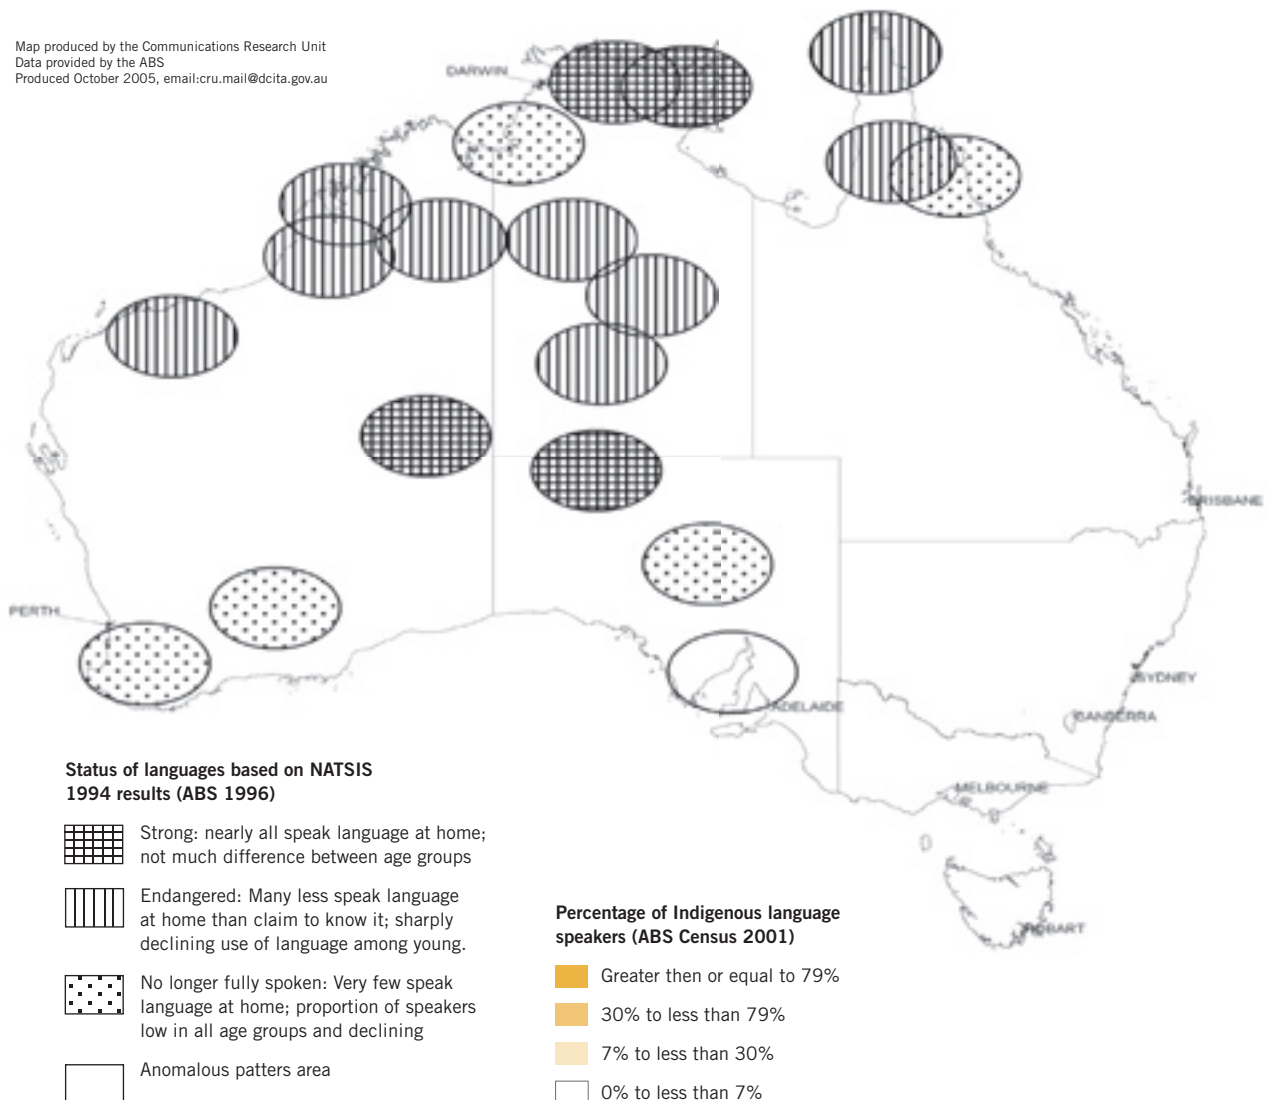 Map produced by the Communications Research Unit
Data provided by the ABS
Produced October 2005, email:cru.mail@dcita.gov.au
DARWIN
BRISBANE
PERTH
SYDNEY
ADELAIDE
CANBERRA
MELBOURNE
HOBART
Status of languages based on NATSIS
1994 results (ABS 1996)
Strong: nearly all speak language at home;
not much difference between age groups
Endangered: Many less speak language
at home than claim to know it; sharply
declining use of language among young.
No longer fully spoken: Very few speak
language at home; proportion of speakers
low in all age groups and declining
Anomalous patters area
Percentage of Indigenous language
speakers (ABS Census 2001)
Greater then or equal to 79%
30% to less than 79%
7% to less than 30%
0% to less than 7%